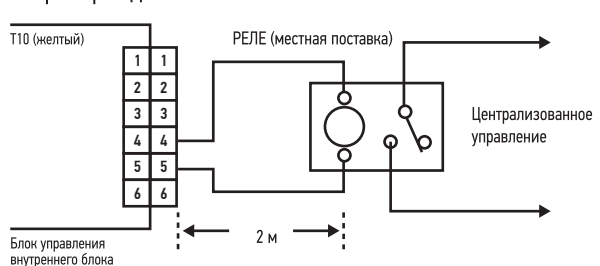 T10 (желтый)
РЕЛЕ (местная поставка)
1 1
2 2
3 3
4 4
5 5
6 6
Централизованное
управление
2 м
Блок управления
внутреннего блока